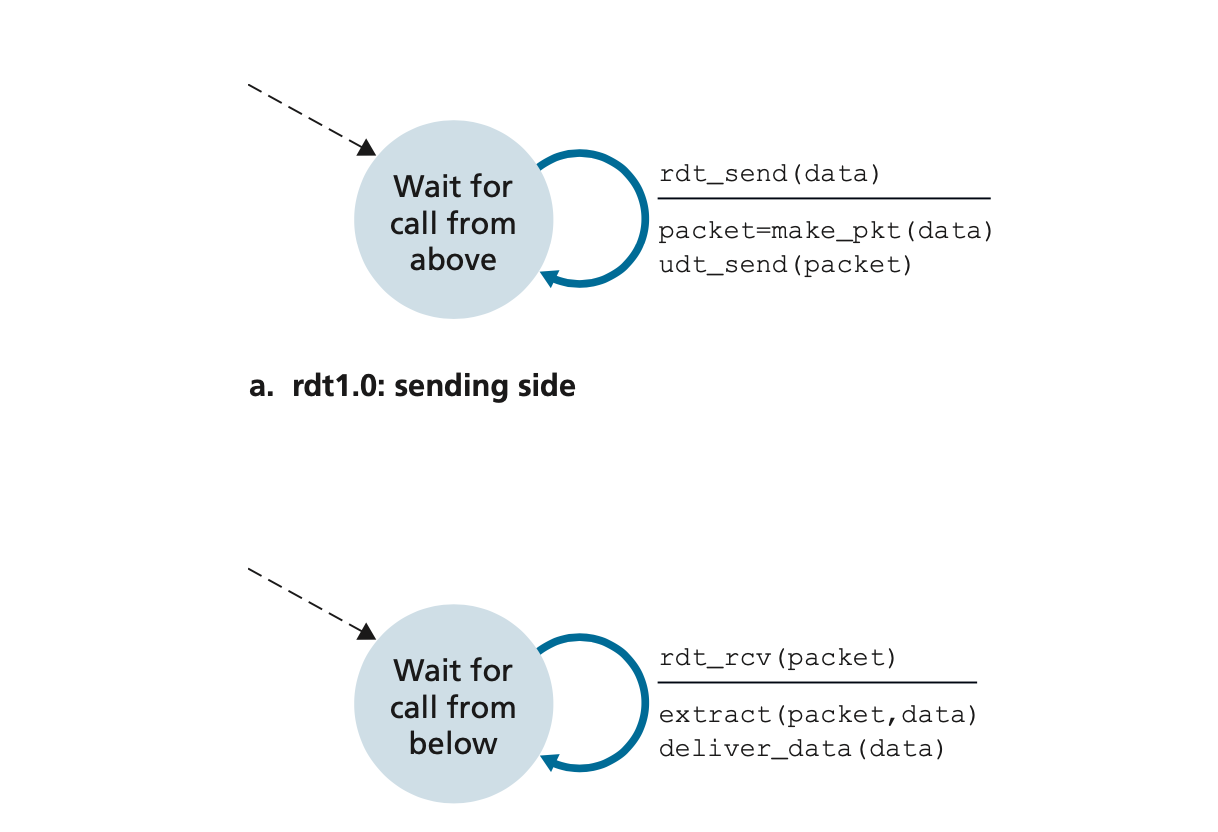 Wait for
call from
above
rdt_send(data)
packet=make_pkt(data)
udt_send(packet)
a. rdt1.0: sending side
Wait for
call from
below
rdt_rcv(packet)
extract(packet,data)
deliver_data(data)